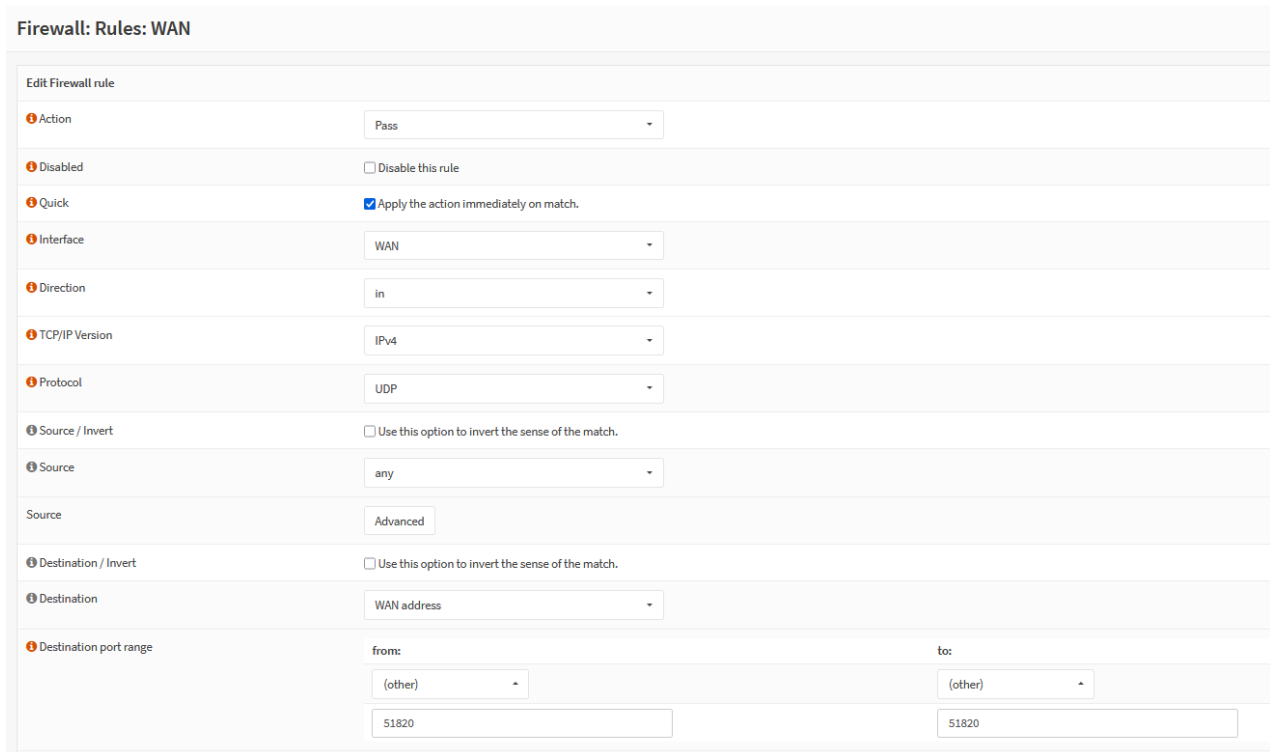 Firewall: Rules: WAN
Edit Firewall rule
Action
Pass
Disabled
Disable this rule
Quick
Apply the action immediately on match.
Interface
WAN
Direction
in
TCP/IP Version
IPv4
Protocol
UDP
Source / Invert
Use this option to invert the sense of the match.
Source
any
Source
Advanced
Destination / Invert
Use this option to invert the sense of the match.
Destination
WAN address
Destination port range
from: to:
(other) (other)
51820 51820